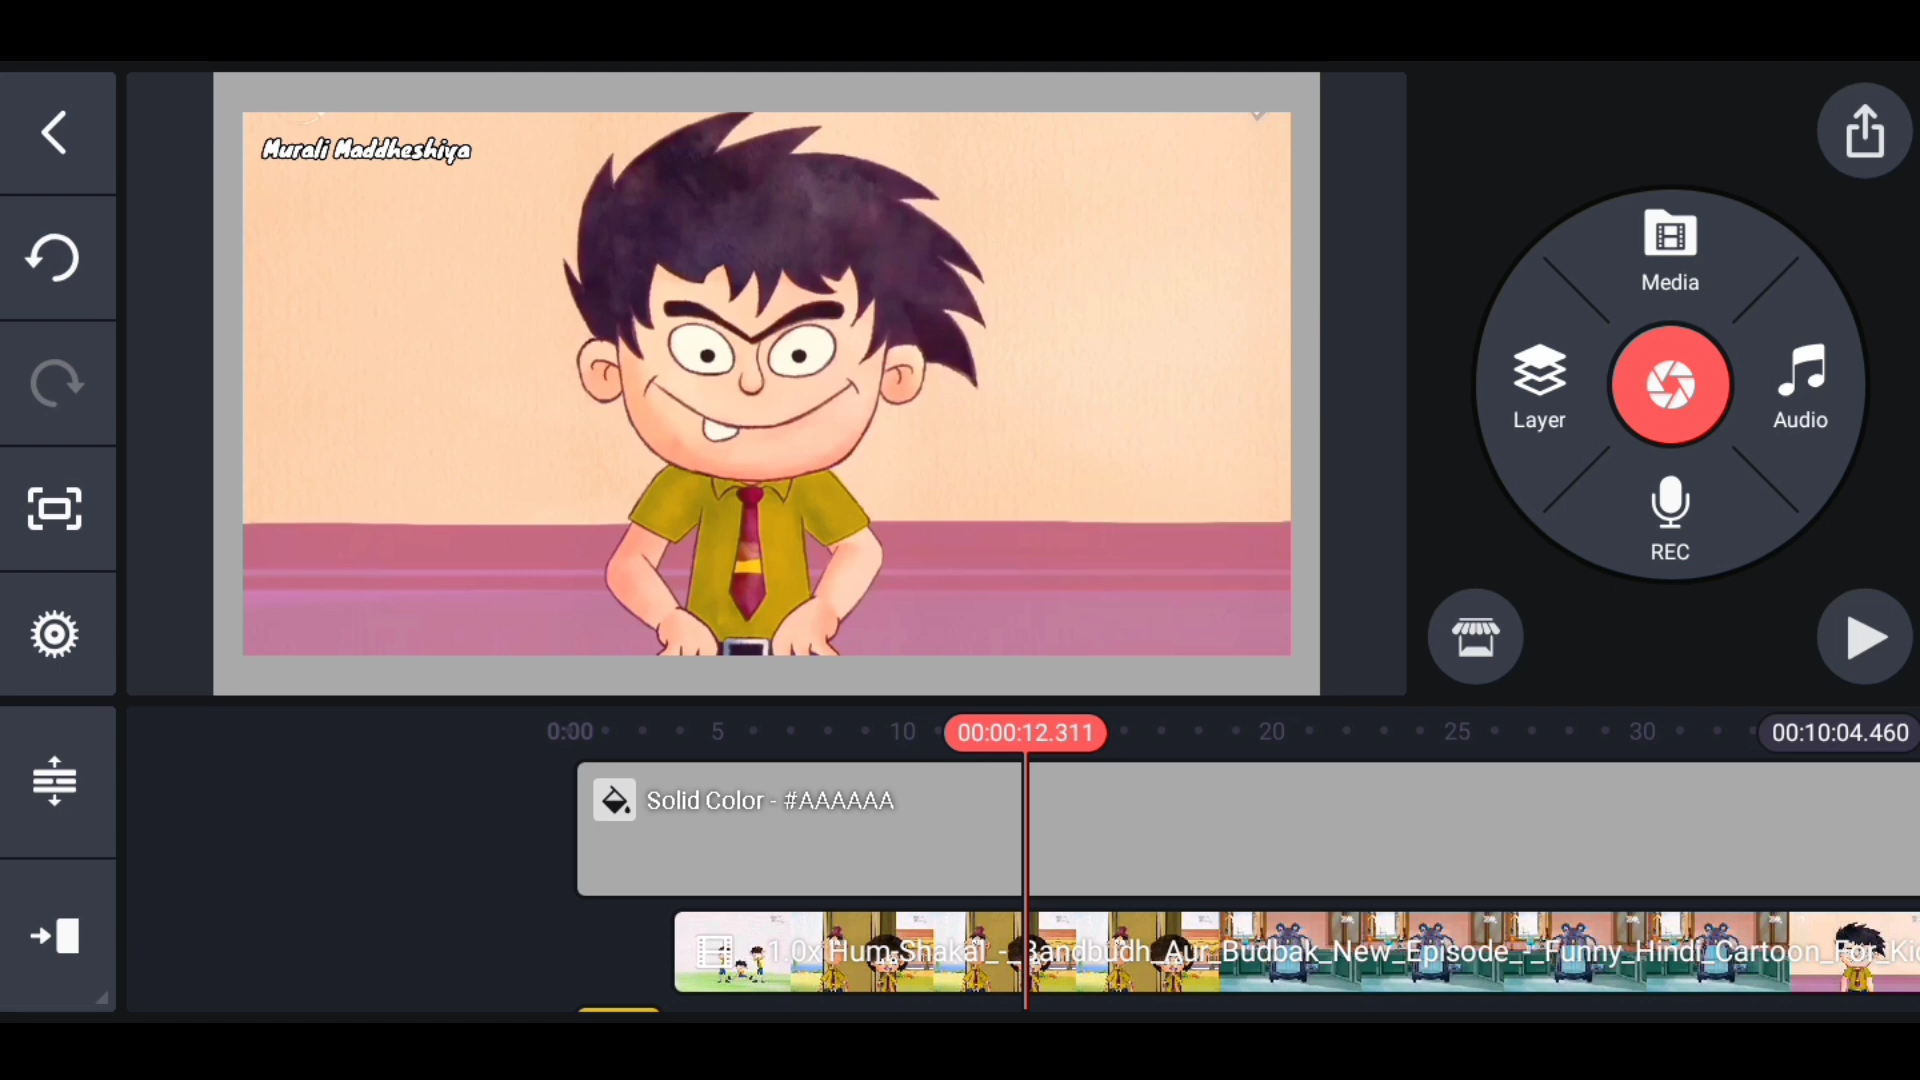 Murali Maddheshiya
Media
Layer
Audio
REC
0:00
5
10
00:00:12.311
20
25
30
00:10:04.460
Solid Color - #AAAAAA
1.0x Hum_Shakal_-_Bandbudh_Aur_Budbak_New_Episode_-_Funny_Hindi_Cartoon_For_Ki